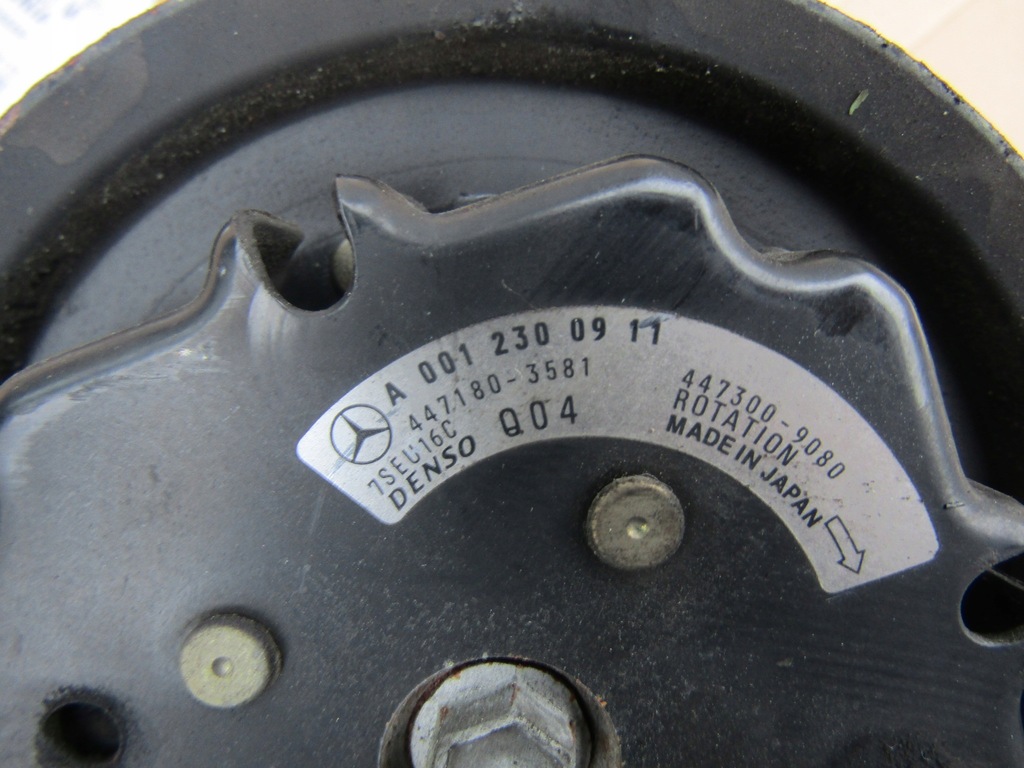 A 001 230 09 11
447180-3581
7SEU16C
DENSO Q04
447300-9080
ROTATION
MADE IN JAPAN